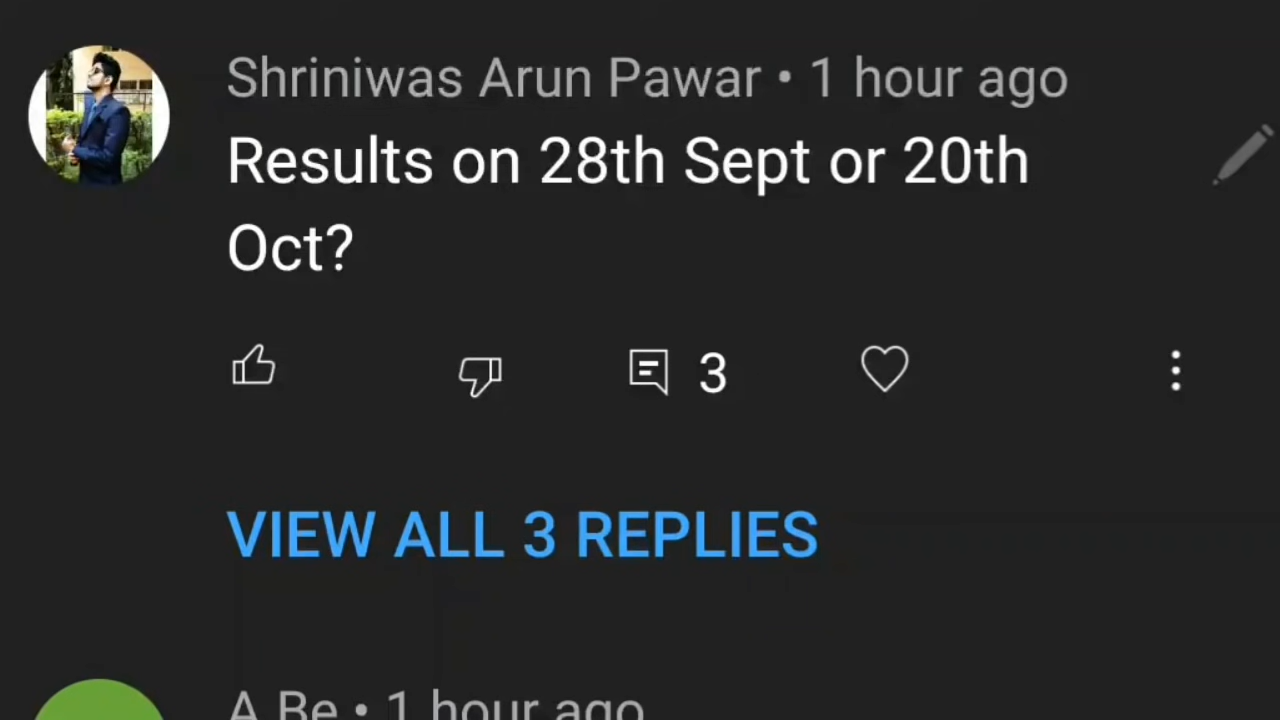 Shriniwas Arun Pawar • 1 hour ago
Results on 28th Sept or 20th
Oct?
3
VIEW ALL 3 REPLIES
A Be • 1 hour ago